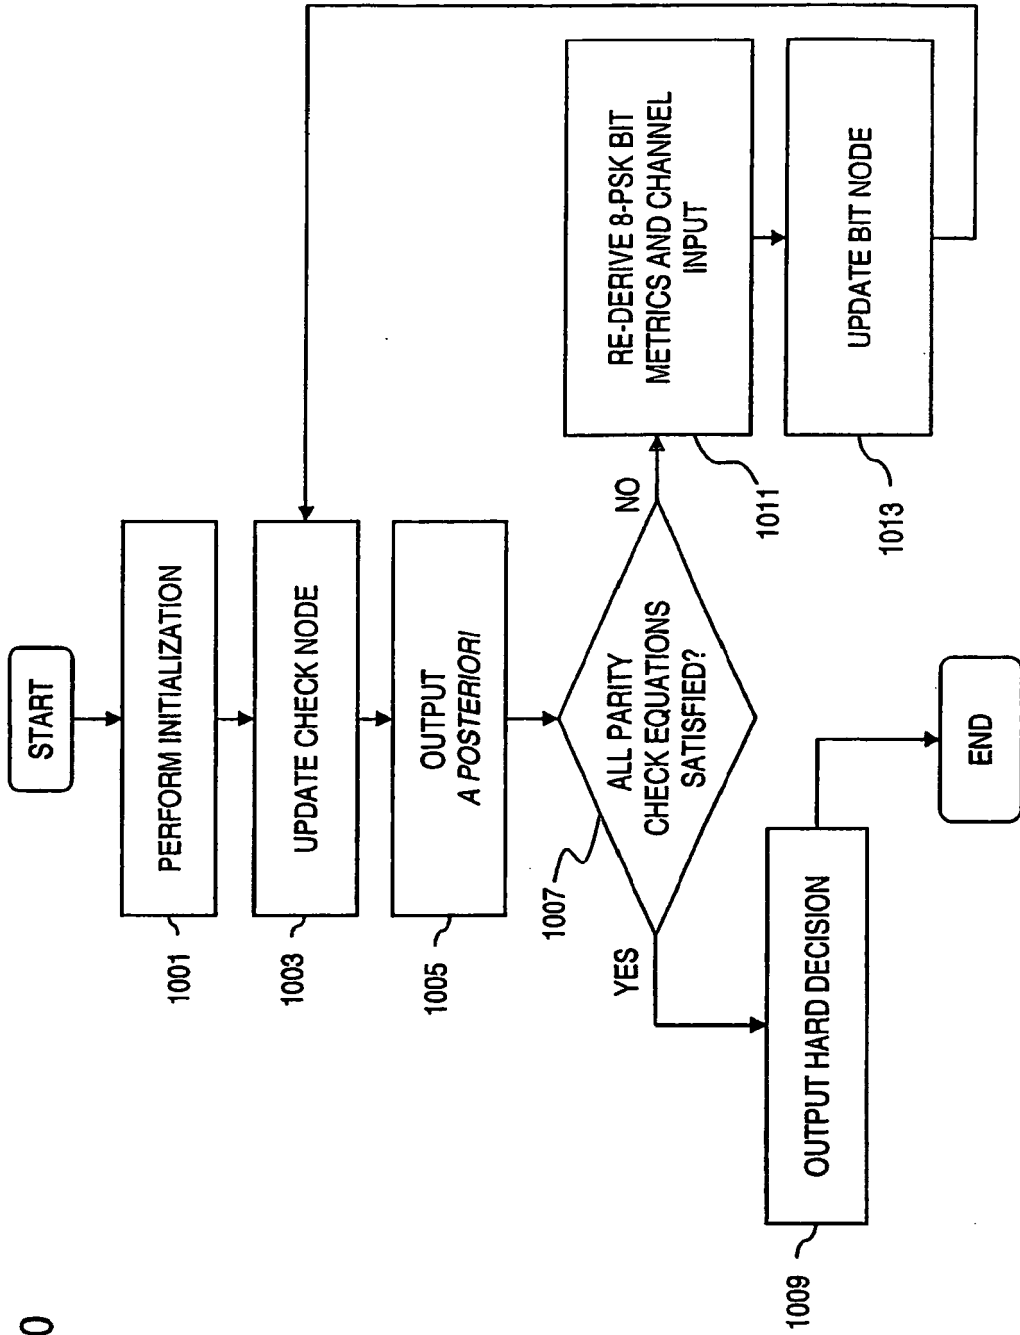 START
PERFORM INITIALIZATION
1001
UPDATE CHECK NODE
1003
OUTPUT
A POSTERIORI
1005
ALL PARITY
CHECK EQUATIONS
SATISFIED?
1007
NO
YES
RE-DERIVE 8-PSK BIT
METRICS AND CHANNEL
INPUT
1011
UPDATE BIT NODE
1013
OUTPUT HARD DECISION
1009
END
0